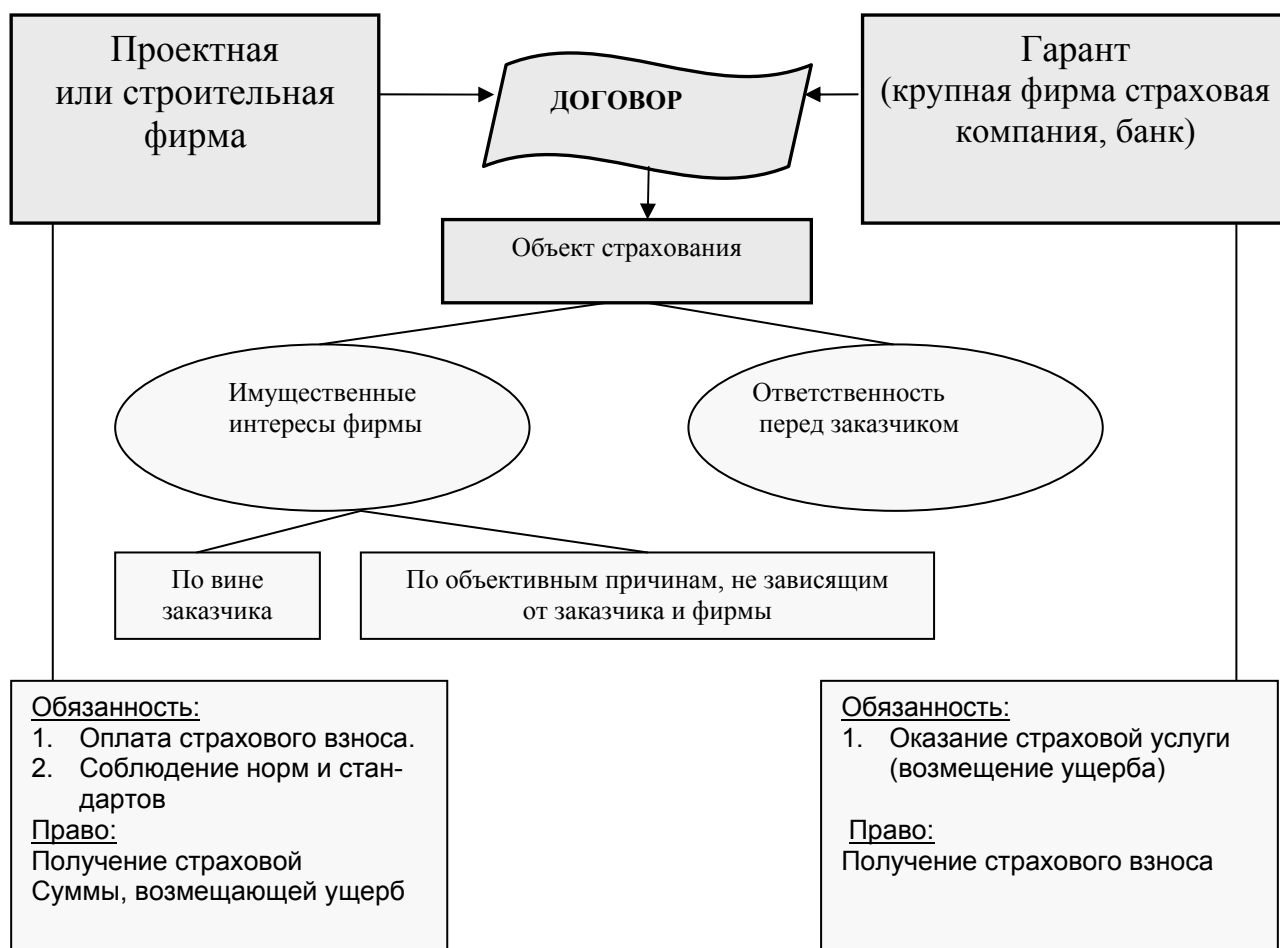 Проектная
или строительная
фирма
ДОГОВОР
Гарант
(крупная фирма страховая
компания, банк)
Объект страхования
Имущественные
интересы фирмы
Ответственность
перед заказчиком
По вине
заказчика
По объективным причинам, не зависящим
от заказчика и фирмы
Обязанность:
1. Оплата страхового взноса.
2. Соблюдение норм и стан-
дартов
Право:
Получение страховой
Суммы, возмещающей ущерб
Обязанность:
1. Оказание страховой услуги
(возмещение ущерба)
Право:
Получение страхового взноса